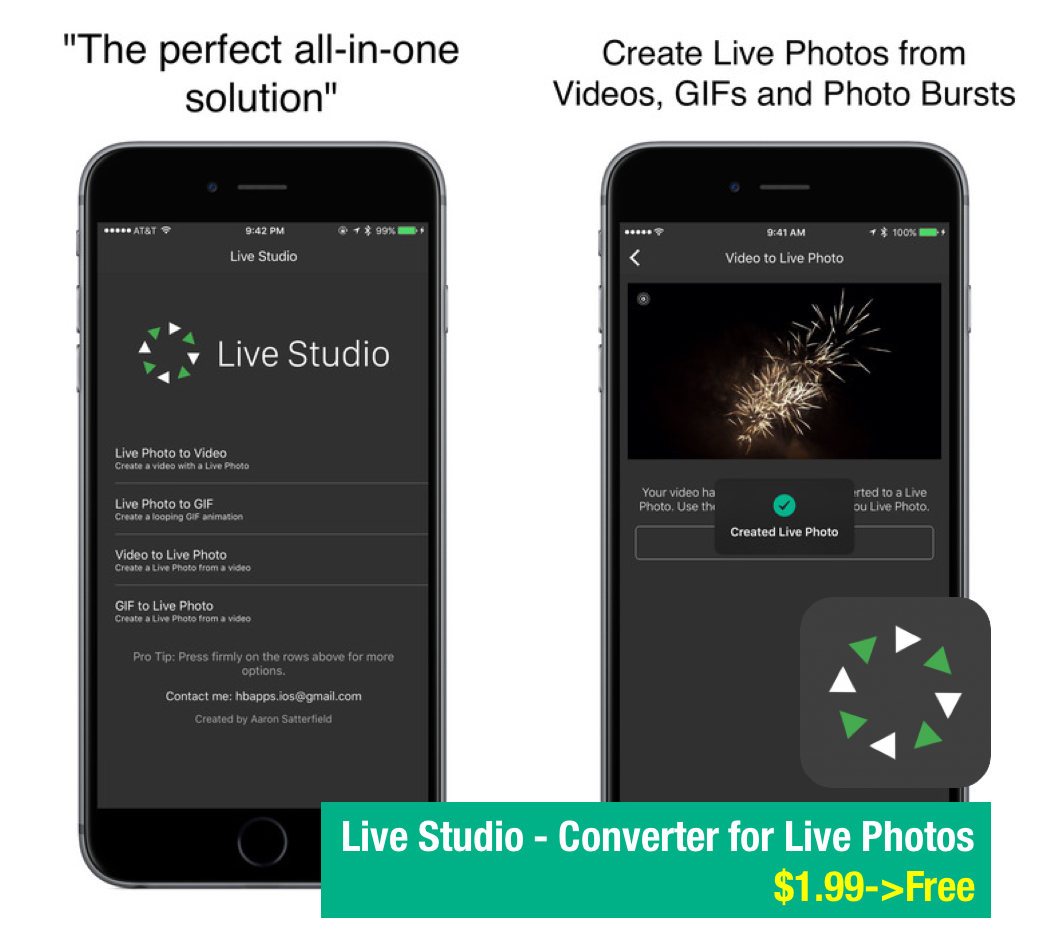 "The perfect all-in-one
solution"
AT&T
9:42 PM
99%
Live Studio
Live Studio
Live Photo to Video
Create a video with a Live Photo
Live Photo to GIF
Create a looping GIF animation
Video to Live Photo
Create a Live Photo from a video
GIF to Live Photo
Create a Live Photo from a video
Pro Tip: Press firmly on the rows above for more
options.
Contact me: hbapps.ios@gmail.com
Created by Aaron Satterfield
Create Live Photos from
Videos, GIFs and Photo Bursts
9:41 AM
100%
Video to Live Photo
Your video ha erted to a Live
Photo. Use the ou Live Photo.
Created Live Photo
Live Studio - Converter for Live Photos
$1.99->Free